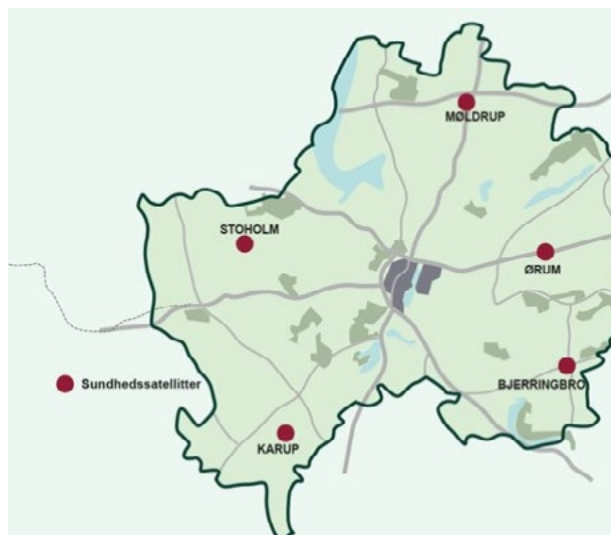 MØLDRUP
STOHOLM
ØRUM
Sundhedssatellitter
BJERRINGBRO
KARUP